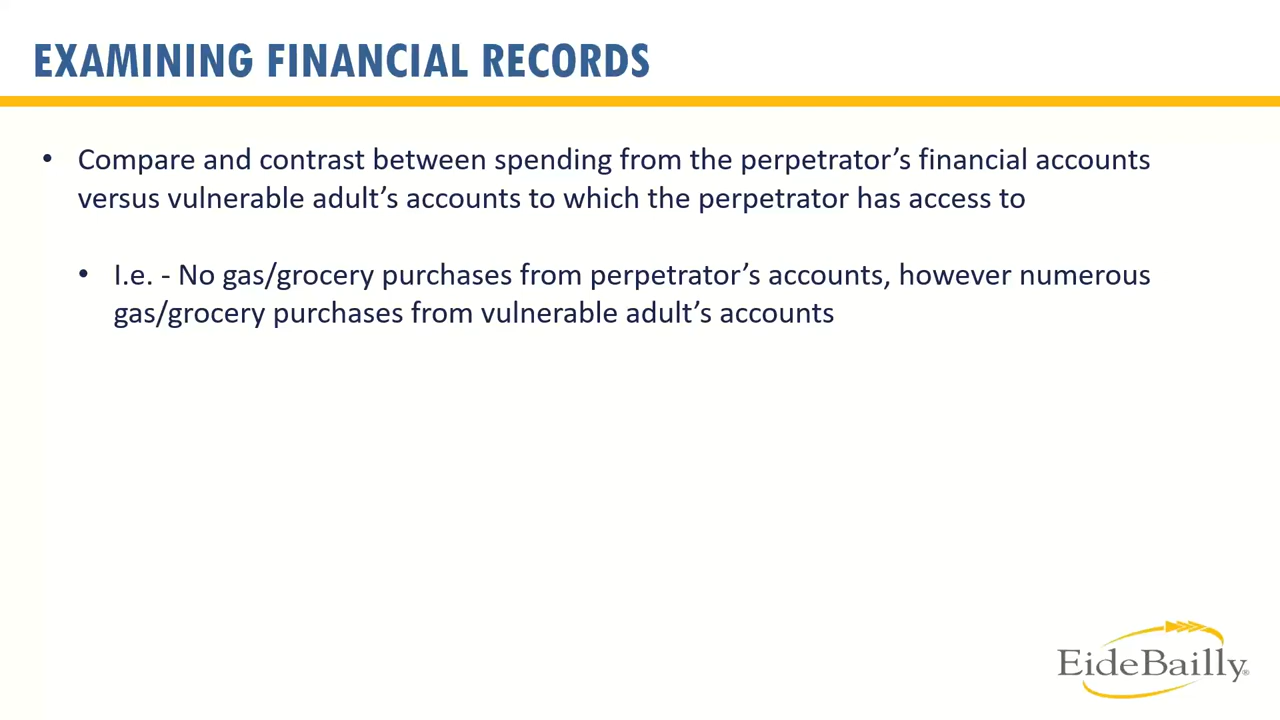 EXAMINING FINANCIAL RECORDS
• Compare and contrast between spending from the perpetrator’s financial accounts
versus vulnerable adult’s accounts to which the perpetrator has access to
• I.e. - No gas/grocery purchases from perpetrator’s accounts, however numerous
gas/grocery purchases from vulnerable adult’s accounts
EideBailly®